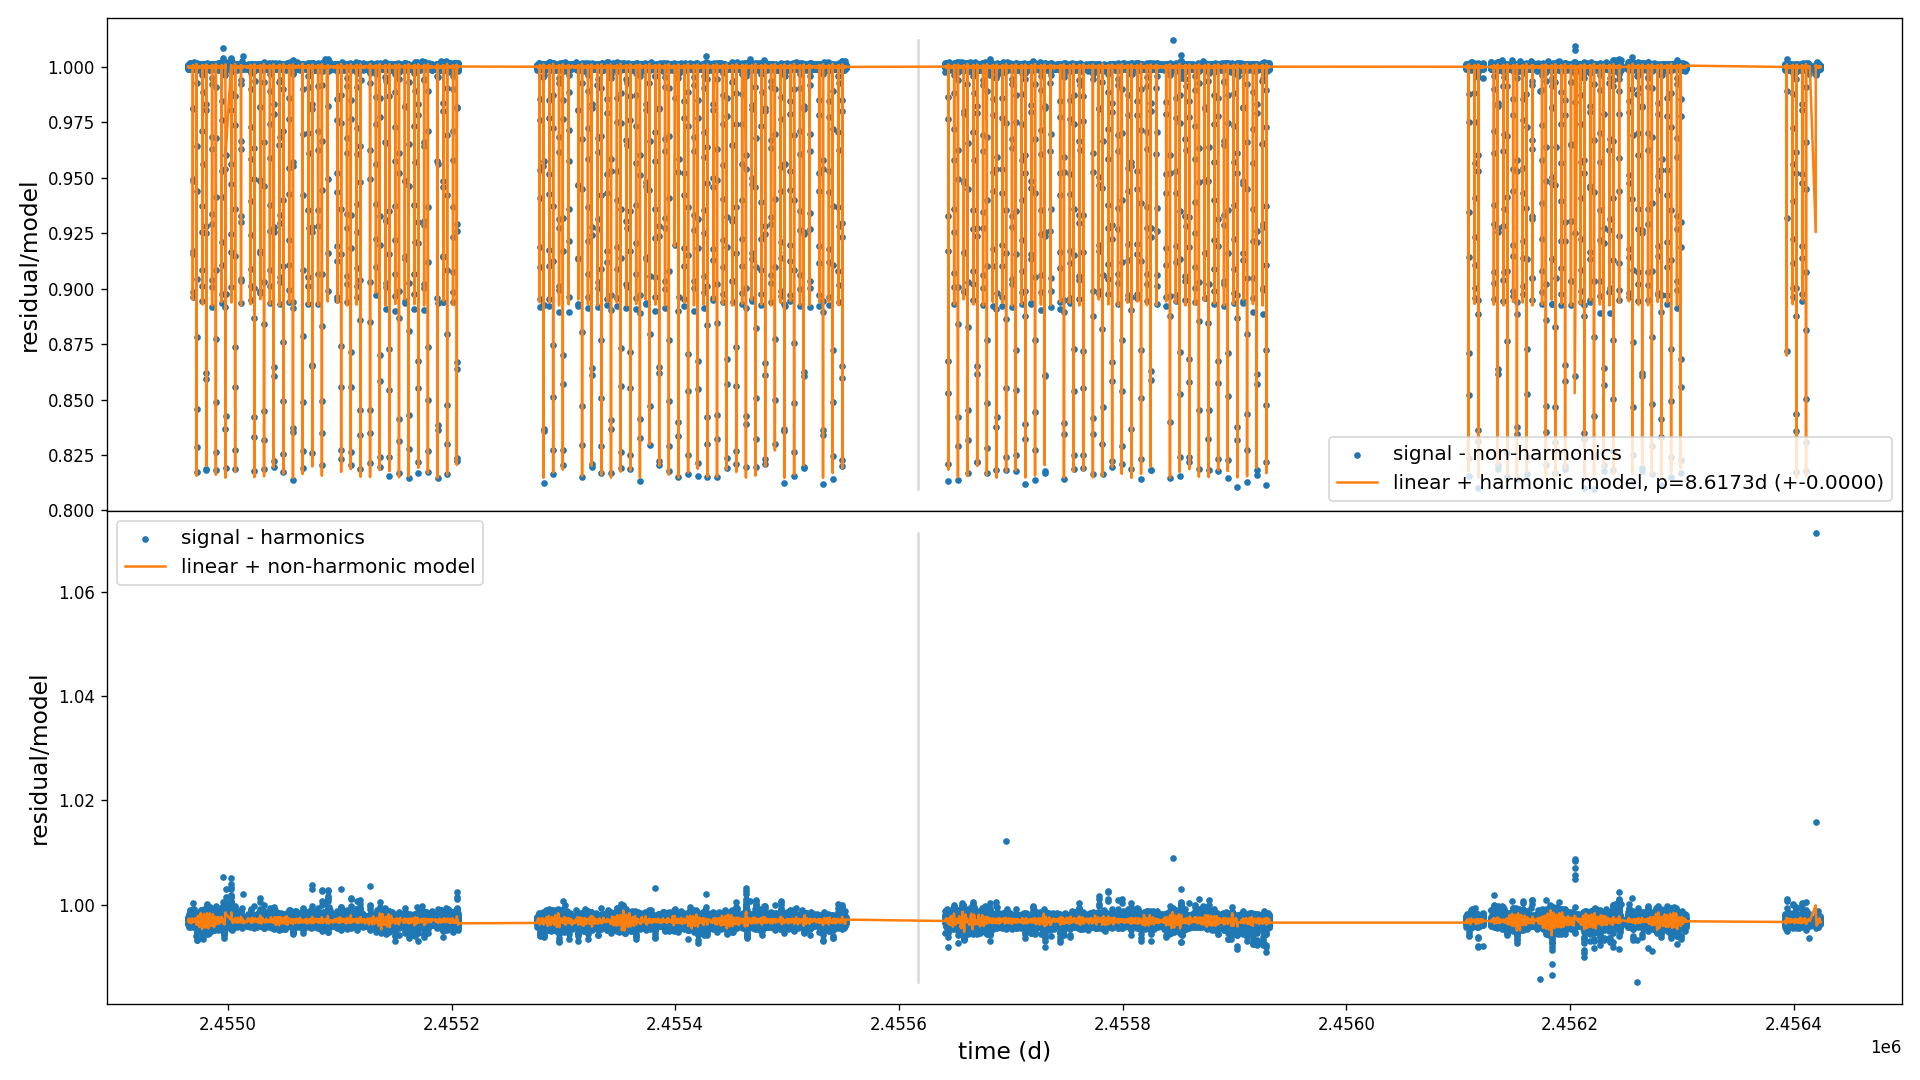 residual/model
1.000
0.975
0.950
0.925
0.900
0.875
0.850
0.825
0.800
signal - non-harmonics
linear + harmonic model, p=8.6173d (+-0.0000)
residual/model
1.06
1.04
1.02
1.00
signal - harmonics
linear + non-harmonic model
2.4550
2.4552
2.4554
2.4556
2.4558
2.4560
2.4562
2.4564
time (d)
1e6